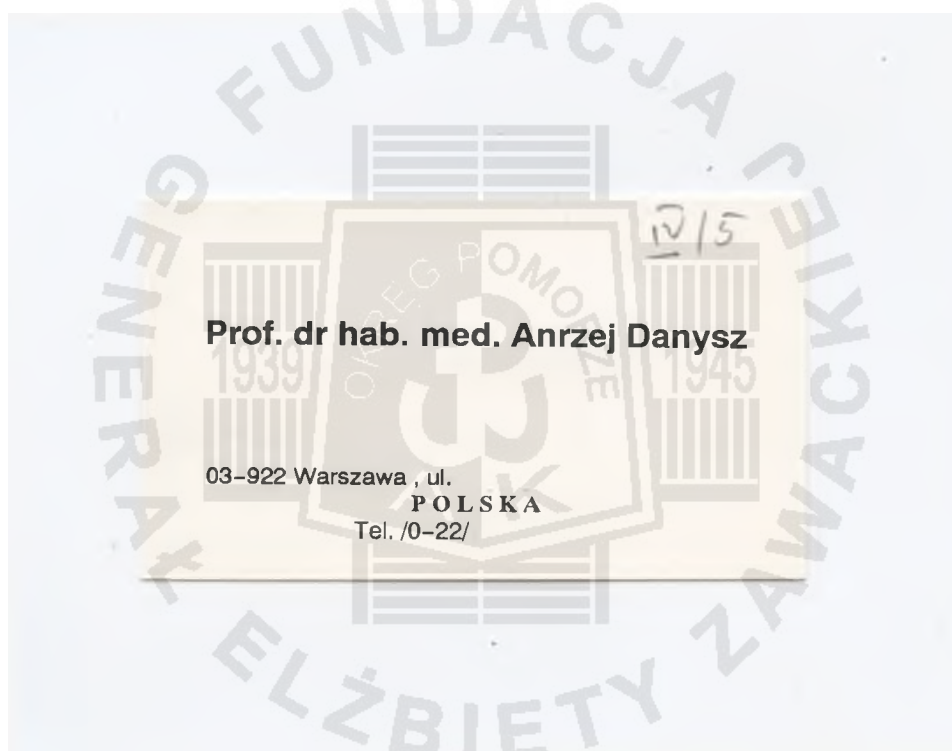 FUNDACJA
GENERAŁ ELŻBIETY ZAWACKIEJ
OKRĘG POMORZE
1939
1945
AK
IV/5
Prof. dr hab. med. Anrzej Danysz
03-922 Warszawa , ul.
POLSKA
Tel. /0-22/